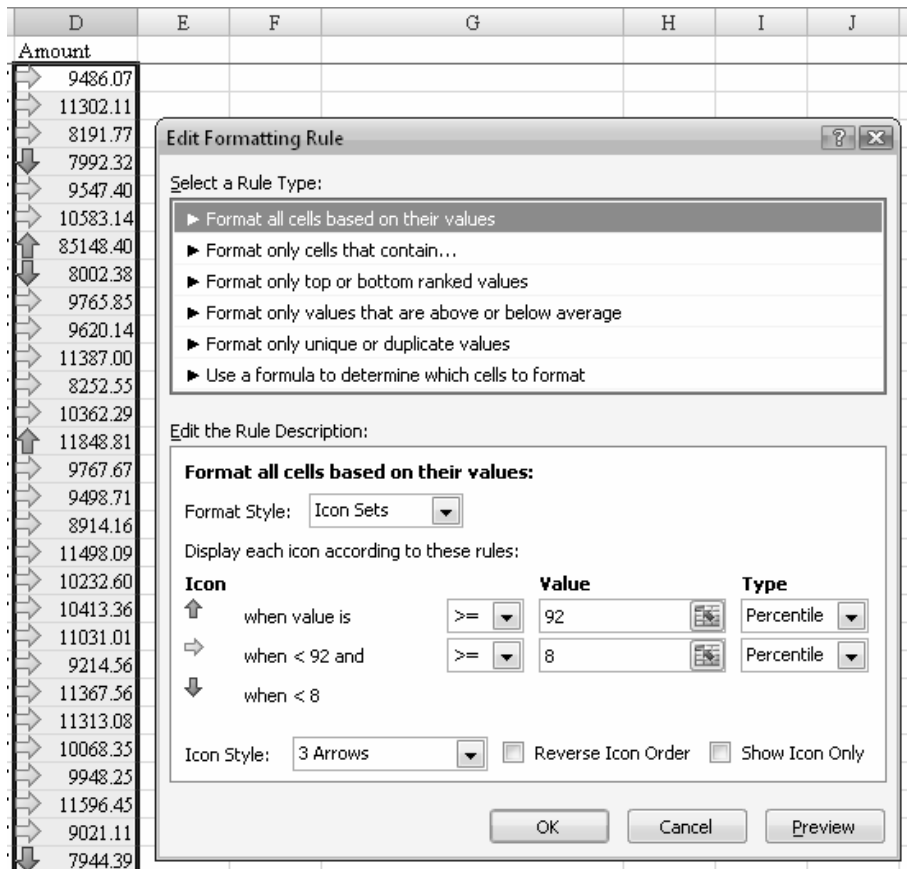 D E F G H I J
Amount
9486.07
11302.11
8191.77
7992.32
9547.40
10583.14
85148.40
8002.38
9765.85
9620.14
11387.00
8252.55
10362.29
11848.81
9767.67
9498.71
8914.16
11498.09
10232.60
10413.36
11031.01
9214.56
11367.56
11313.08
10068.35
9948.25
11596.45
9021.11
7944.39
Edit Formatting Rule
Select a Rule Type:
► Format all cells based on their values
► Format only cells that contain...
► Format only top or bottom ranked values
► Format only values that are above or below average
► Format only unique or duplicate values
► Use a formula to determine which cells to format
Edit the Rule Description:
Format all cells based on their values:
Format Style: Icon Sets
Display each icon according to these rules:
Icon Value Type
when value is >= 92 Percentile
when < 92 and >= 8 Percentile
when < 8
Icon Style: 3 Arrows Reverse Icon Order Show Icon Only
OK Cancel Preview